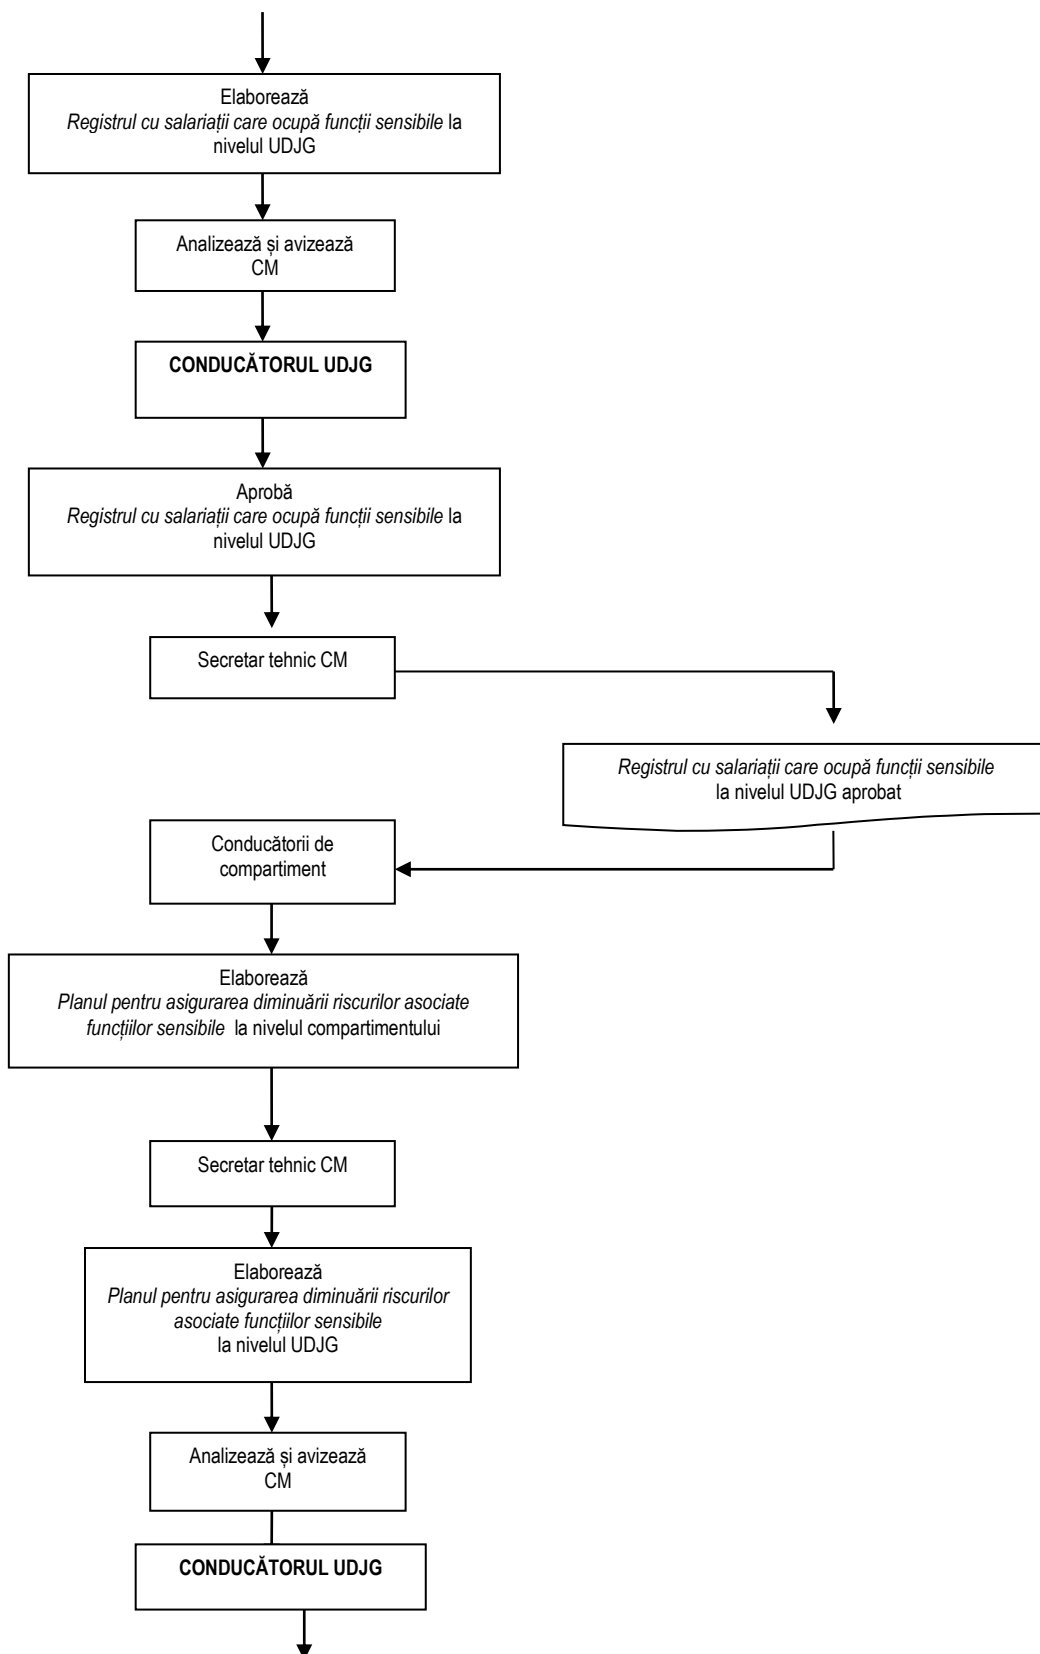 Elaborează
Registrul cu salariații care ocupă funcții sensibile la
nivelul UDJG
Analizează și avizează
CM
CONDUCĂTORUL UDJG
Aprobă
Registrul cu salariații care ocupă funcții sensibile la
nivelul UDJG
Secretar tehnic CM
Registrul cu salariații care ocupă funcții sensibile
la nivelul UDJG aprobat
Conducătorii de
compartiment
Elaborează
Planul pentru asigurarea diminuării riscurilor asociate
funcțiilor sensibile la nivelul compartimentului
Secretar tehnic CM
Elaborează
Planul pentru asigurarea diminuării riscurilor
asociate funcțiilor sensibile
la nivelul UDJG
Analizează și avizează
CM
CONDUCĂTORUL UDJG